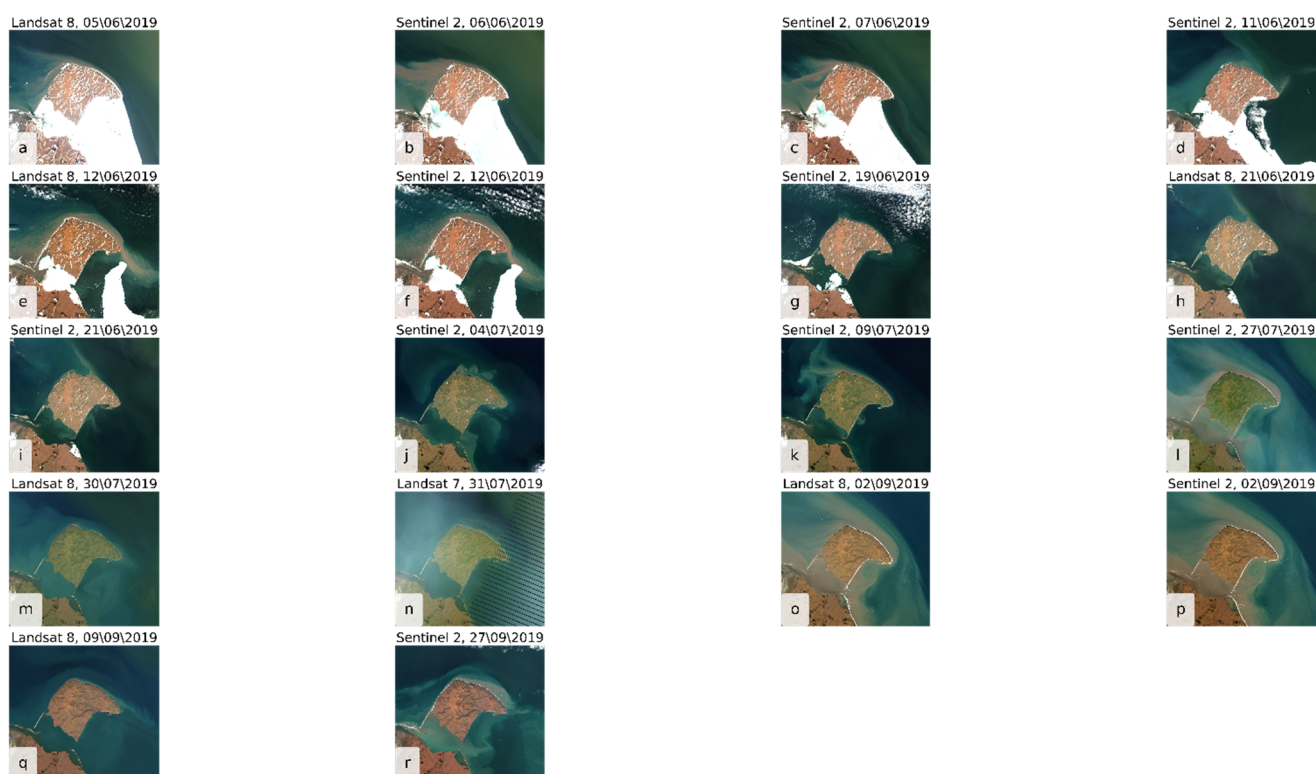 Landsat 8, 05\06\2019
Sentinel 2, 06\06\2019
Sentinel 2, 07\06\2019
Sentinel 2, 11\06\2019
a
b
c
d
Landsat 8, 12\06\2019
Sentinel 2, 12\06\2019
Sentinel 2, 19\06\2019
Landsat 8, 21\06\2019
e
f
g
h
Sentinel 2, 21\06\2019
Sentinel 2, 04\07\2019
Sentinel 2, 09\07\2019
Sentinel 2, 27\07\2019
i
j
k
l
Landsat 8, 30\07\2019
Landsat 7, 31\07\2019
Landsat 8, 02\09\2019
Sentinel 2, 02\09\2019
m
n
o
p
Landsat 8, 09\09\2019
Sentinel 2, 27\09\2019
q
r